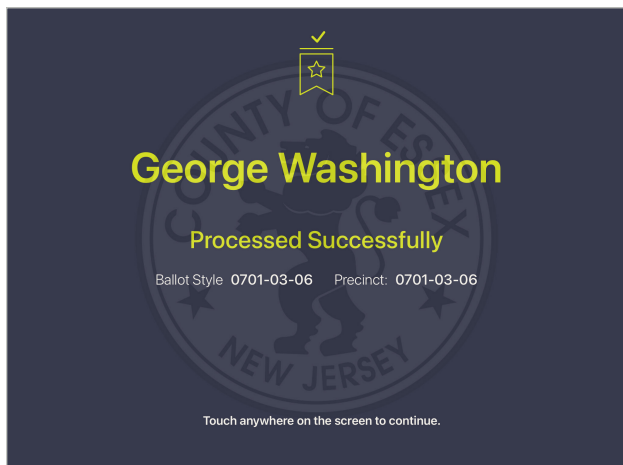 COUNTY OF ESSEX
George Washington
Processed Successfully
Ballot Style 0701-03-06 Precinct: 0701-03-06
NEW JERSEY
Touch anywhere on the screen to continue.